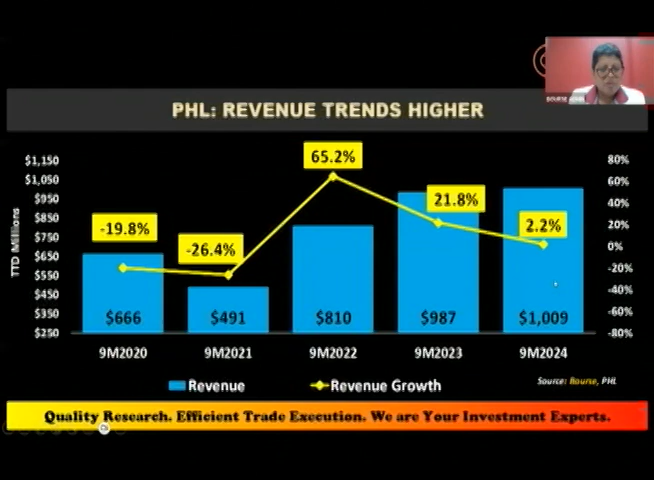 PHL: REVENUE TRENDS HIGHER
TTD Millions
$1,150
$1,050
$950
$850
$750
$650
$550
$450
$350
$250
80%
60%
40%
20%
0%
-20%
-40%
-60%
-80%
-19.8%
-26.4%
65.2%
21.8%
2.2%
$666
$491
$810
$987
$1,009
9M2020
9M2021
9M2022
9M2023
9M2024
Revenue
Revenue Growth
Source: Bourse, PHL
Quality Research. Efficient Trade Execution. We are Your Investment Experts.